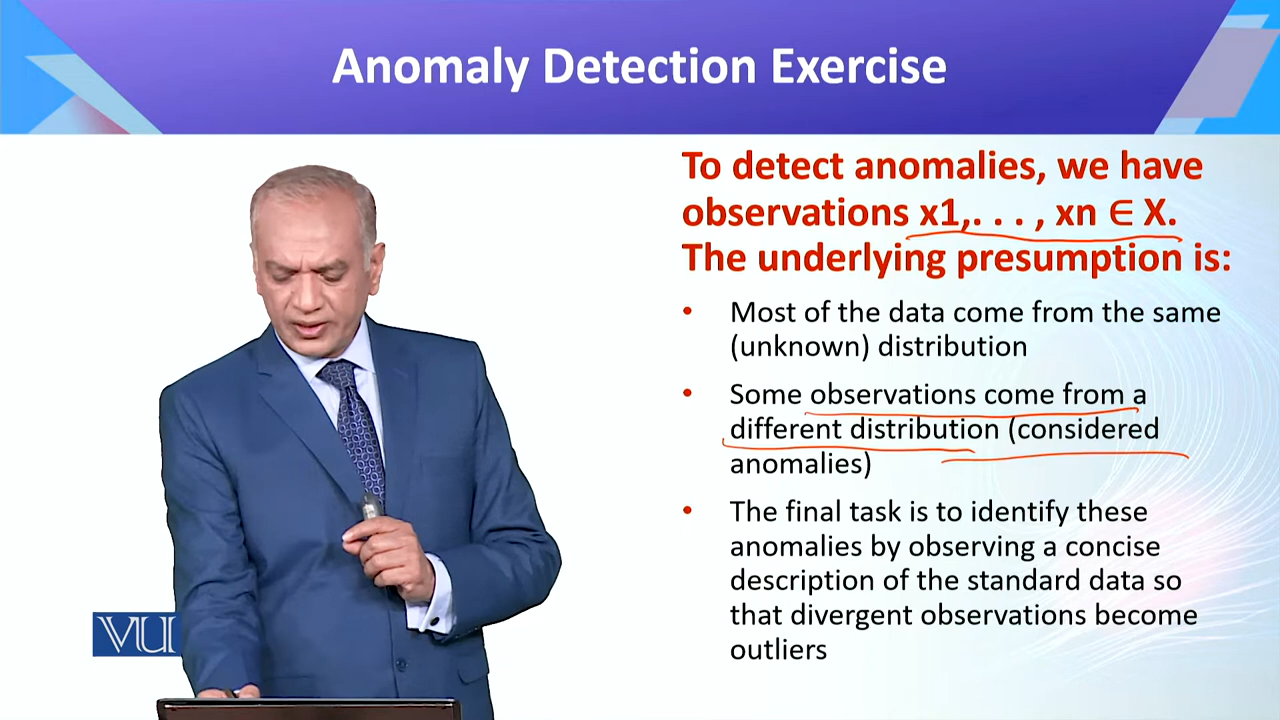 Anomaly Detection Exercise
To detect anomalies, we have
observations x1,. . . , xn ∈ X.
The underlying presumption is:
• Most of the data come from the same
(unknown) distribution
• Some observations come from a
different distribution (considered
anomalies)
• The final task is to identify these
anomalies by observing a concise
description of the standard data so
that divergent observations become
outliers
VU